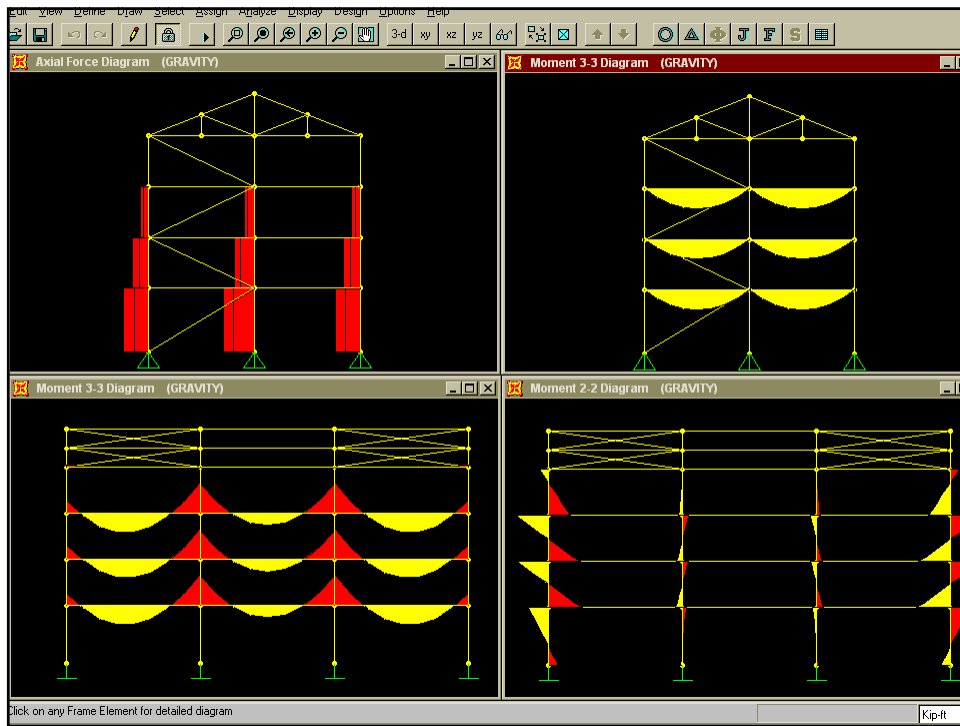 Edit View Define Draw Select Assign Analyze Display Design Options Help
3-d xy xz yz J F S
Axial Force Diagram (GRAVITY)
Moment 3-3 Diagram (GRAVITY)
Moment 3-3 Diagram (GRAVITY)
Moment 2-2 Diagram (GRAVITY)
Click on any Frame Element for detailed diagram
Kip-ft